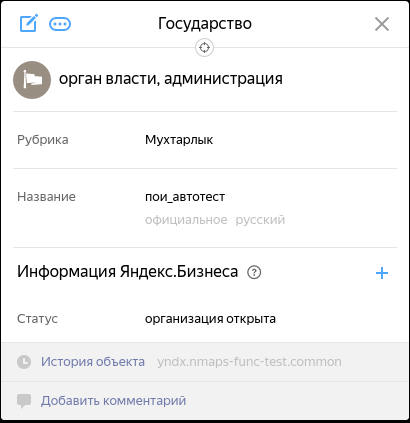 Государство
орган власти, администрация
Рубрика Мухтарлык
Название пои_автотест
официальное русский
Информация Яндекс.Бизнеса ?
Статус организация открыта
История объекта yndx.nmaps-func-test.common
Добавить комментарий